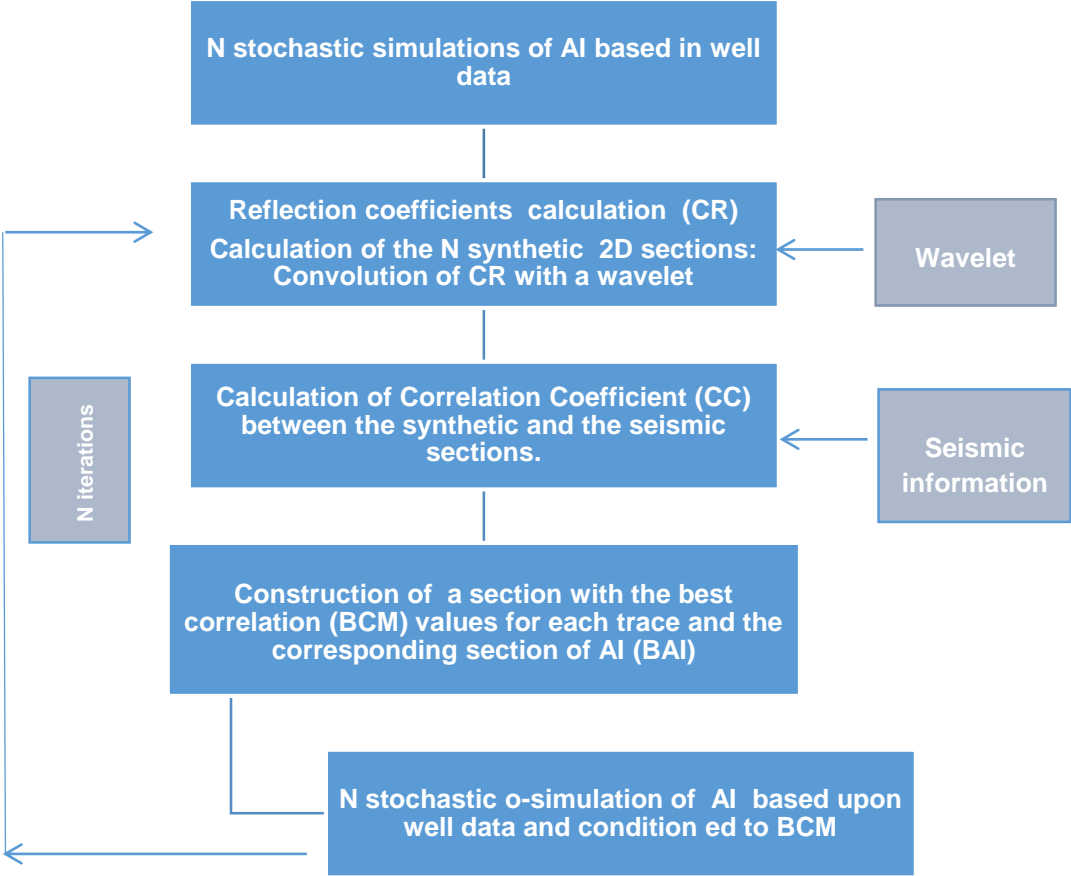 N stochastic simulations of AI based in well
data
Reflection coefficients calculation (CR)
Calculation of the N synthetic 2D sections:
Convolution of CR with a wavelet
Wavelet
Calculation of Correlation Coefficient (CC)
between the synthetic and the seismic
sections.
Seismic
information
N iterations
Construction of a section with the best
correlation (BCM) values for each trace and the
corresponding section of AI (BAI)
N stochastic o-simulation of AI based upon
well data and condition ed to BCM